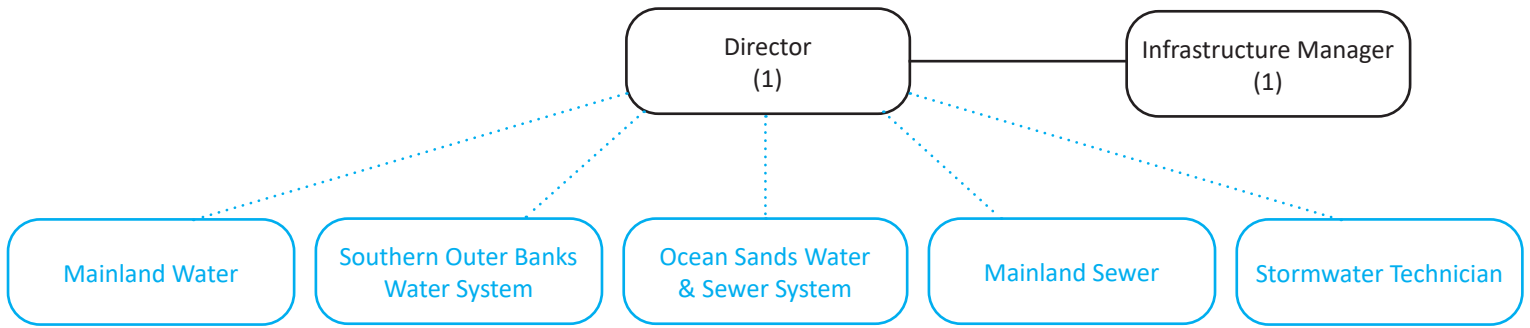 Director
(1)
Infrastructure Manager
(1)
Mainland Water
Southern Outer Banks
Water System
Ocean Sands Water
& Sewer System
Mainland Sewer
Stormwater Technician